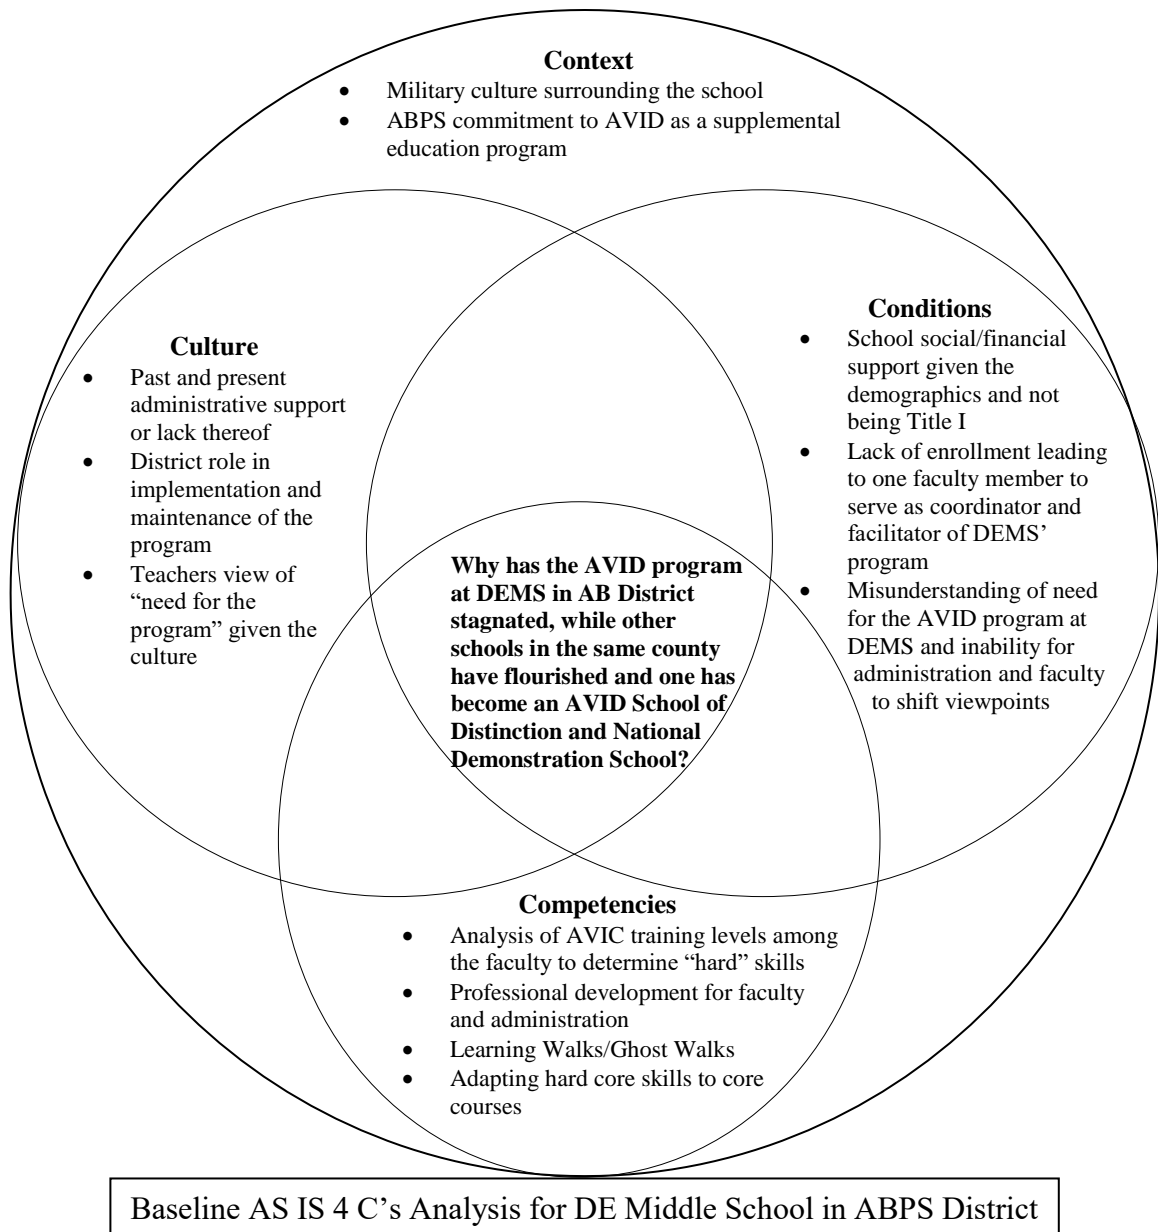 Context
• Military culture surrounding the school
• ABPS commitment to AVID as a supplemental
education program
Culture
• Past and present
administrative support
or lack thereof
• District role in
implementation and
maintenance of the
program
• Teachers view of
“need for the
program” given the
culture
Conditions
• School social/financial
support given the
demographics and not
being Title I
• Lack of enrollment leading
to one faculty member to
serve as coordinator and
facilitator of DEMS’
program
• Misunderstanding of need
for the AVID program at
DEMS and inability for
administration and faculty
to shift viewpoints
Why has the AVID program
at DEMS in AB District
stagnated, while other
schools in the same county
have flourished and one has
become an AVID School of
Distinction and National
Demonstration School?
Competencies
• Analysis of AVIC training levels among
the faculty to determine “hard” skills
• Professional development for faculty
and administration
• Learning Walks/Ghost Walks
• Adapting hard core skills to core
courses
Baseline AS IS 4 C’s Analysis for DE Middle School in ABPS District